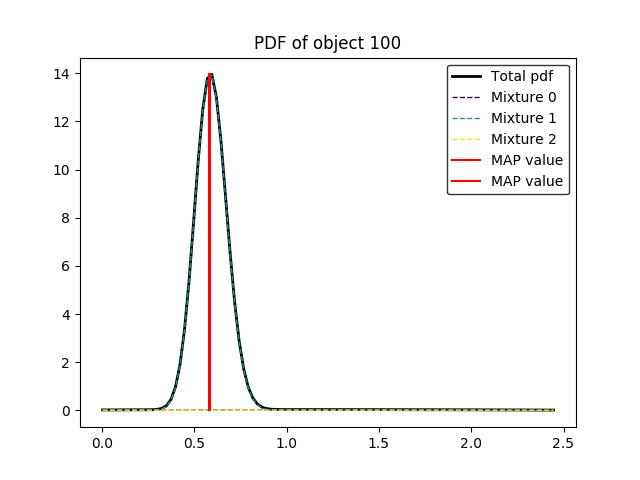 PDF of object 100
Total pdf
Mixture 0
Mixture 1
Mixture 2
MAP value
MAP value
14
12
10
8
6
4
2
0
0.0 0.5 1.0 1.5 2.0 2.5